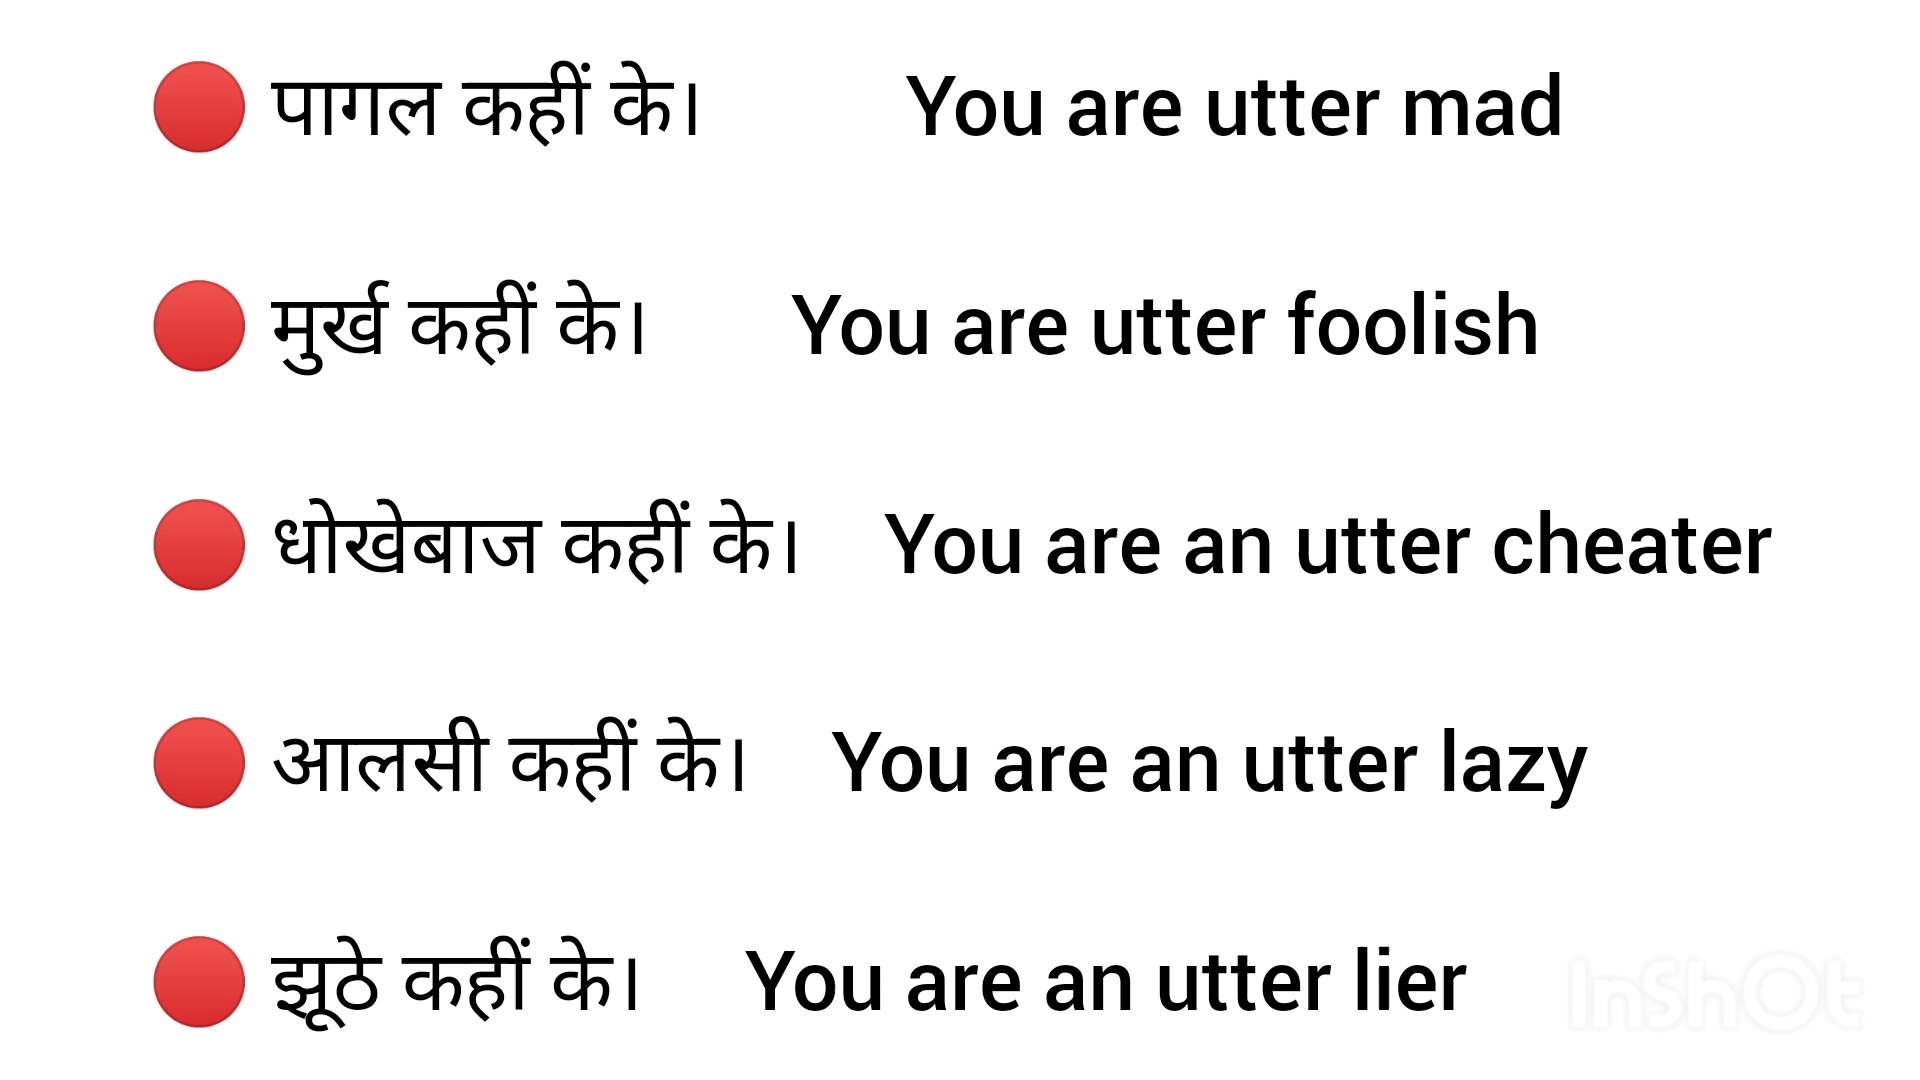 🔴 पागल कहीं के। You are utter mad
🔴 मुर्ख कहीं के। You are utter foolish
🔴 धोखेबाज कहीं के। You are an utter cheater
🔴 आलसी कहीं के। You are an utter lazy
🔴 झूठे कहीं के। You are an utter lier
InShOt